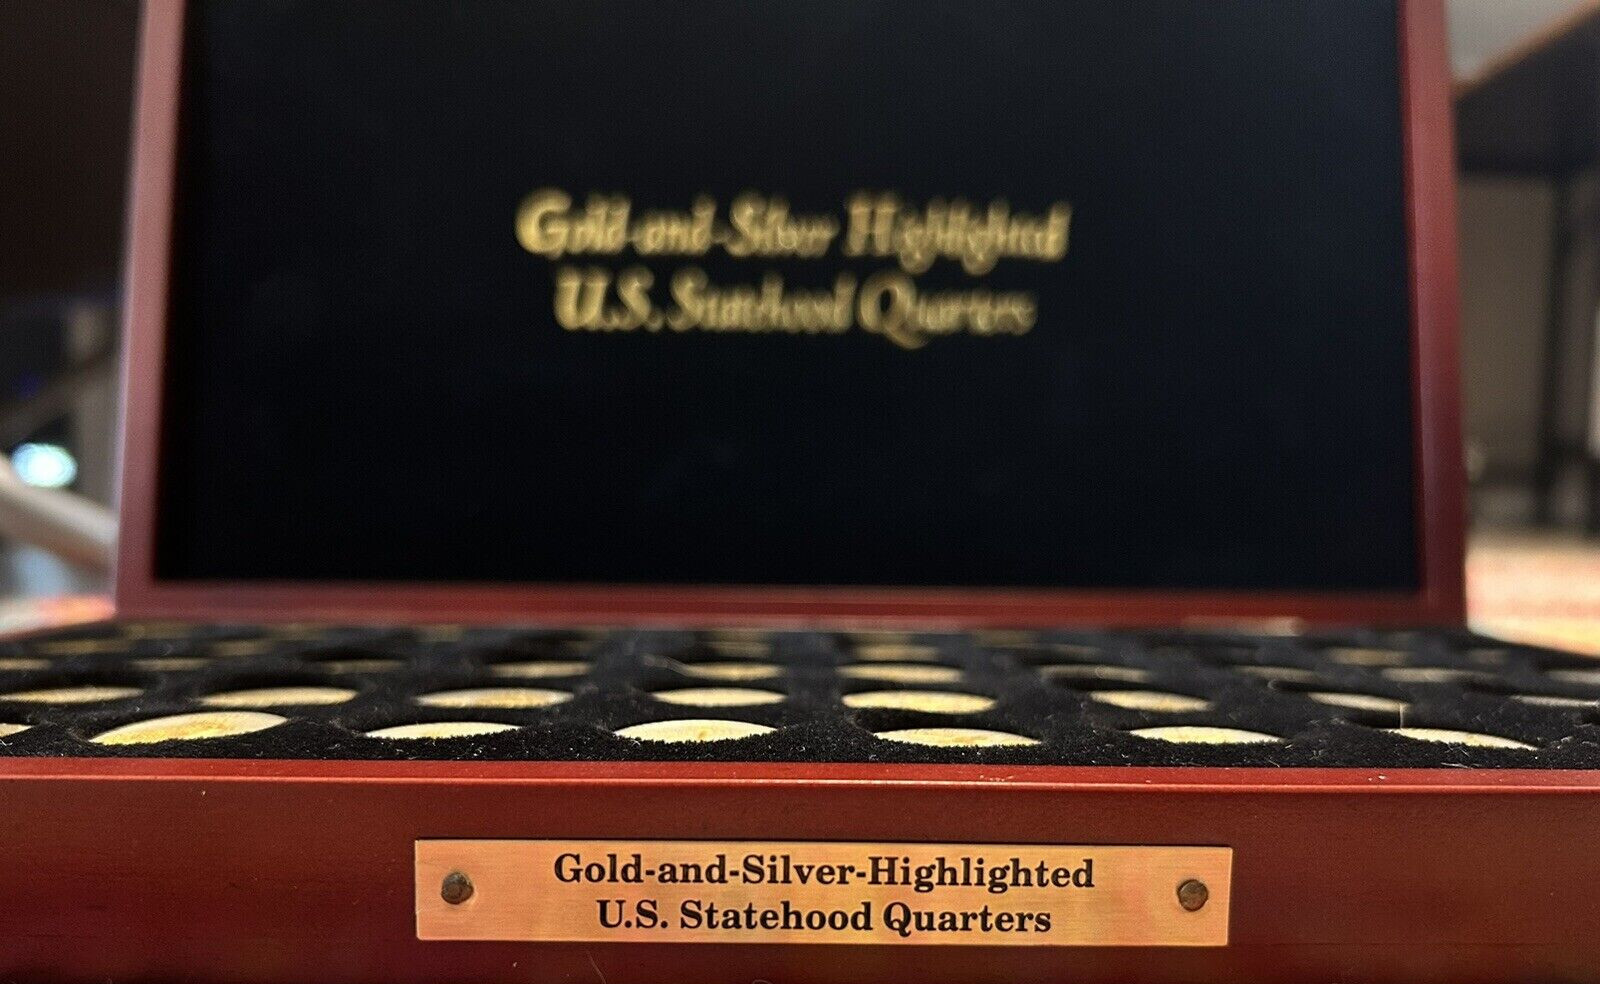 Gold-and-Silver Highlighted
U.S. Statehood Quarters
Gold-and-Silver-Highlighted
U.S. Statehood Quarters